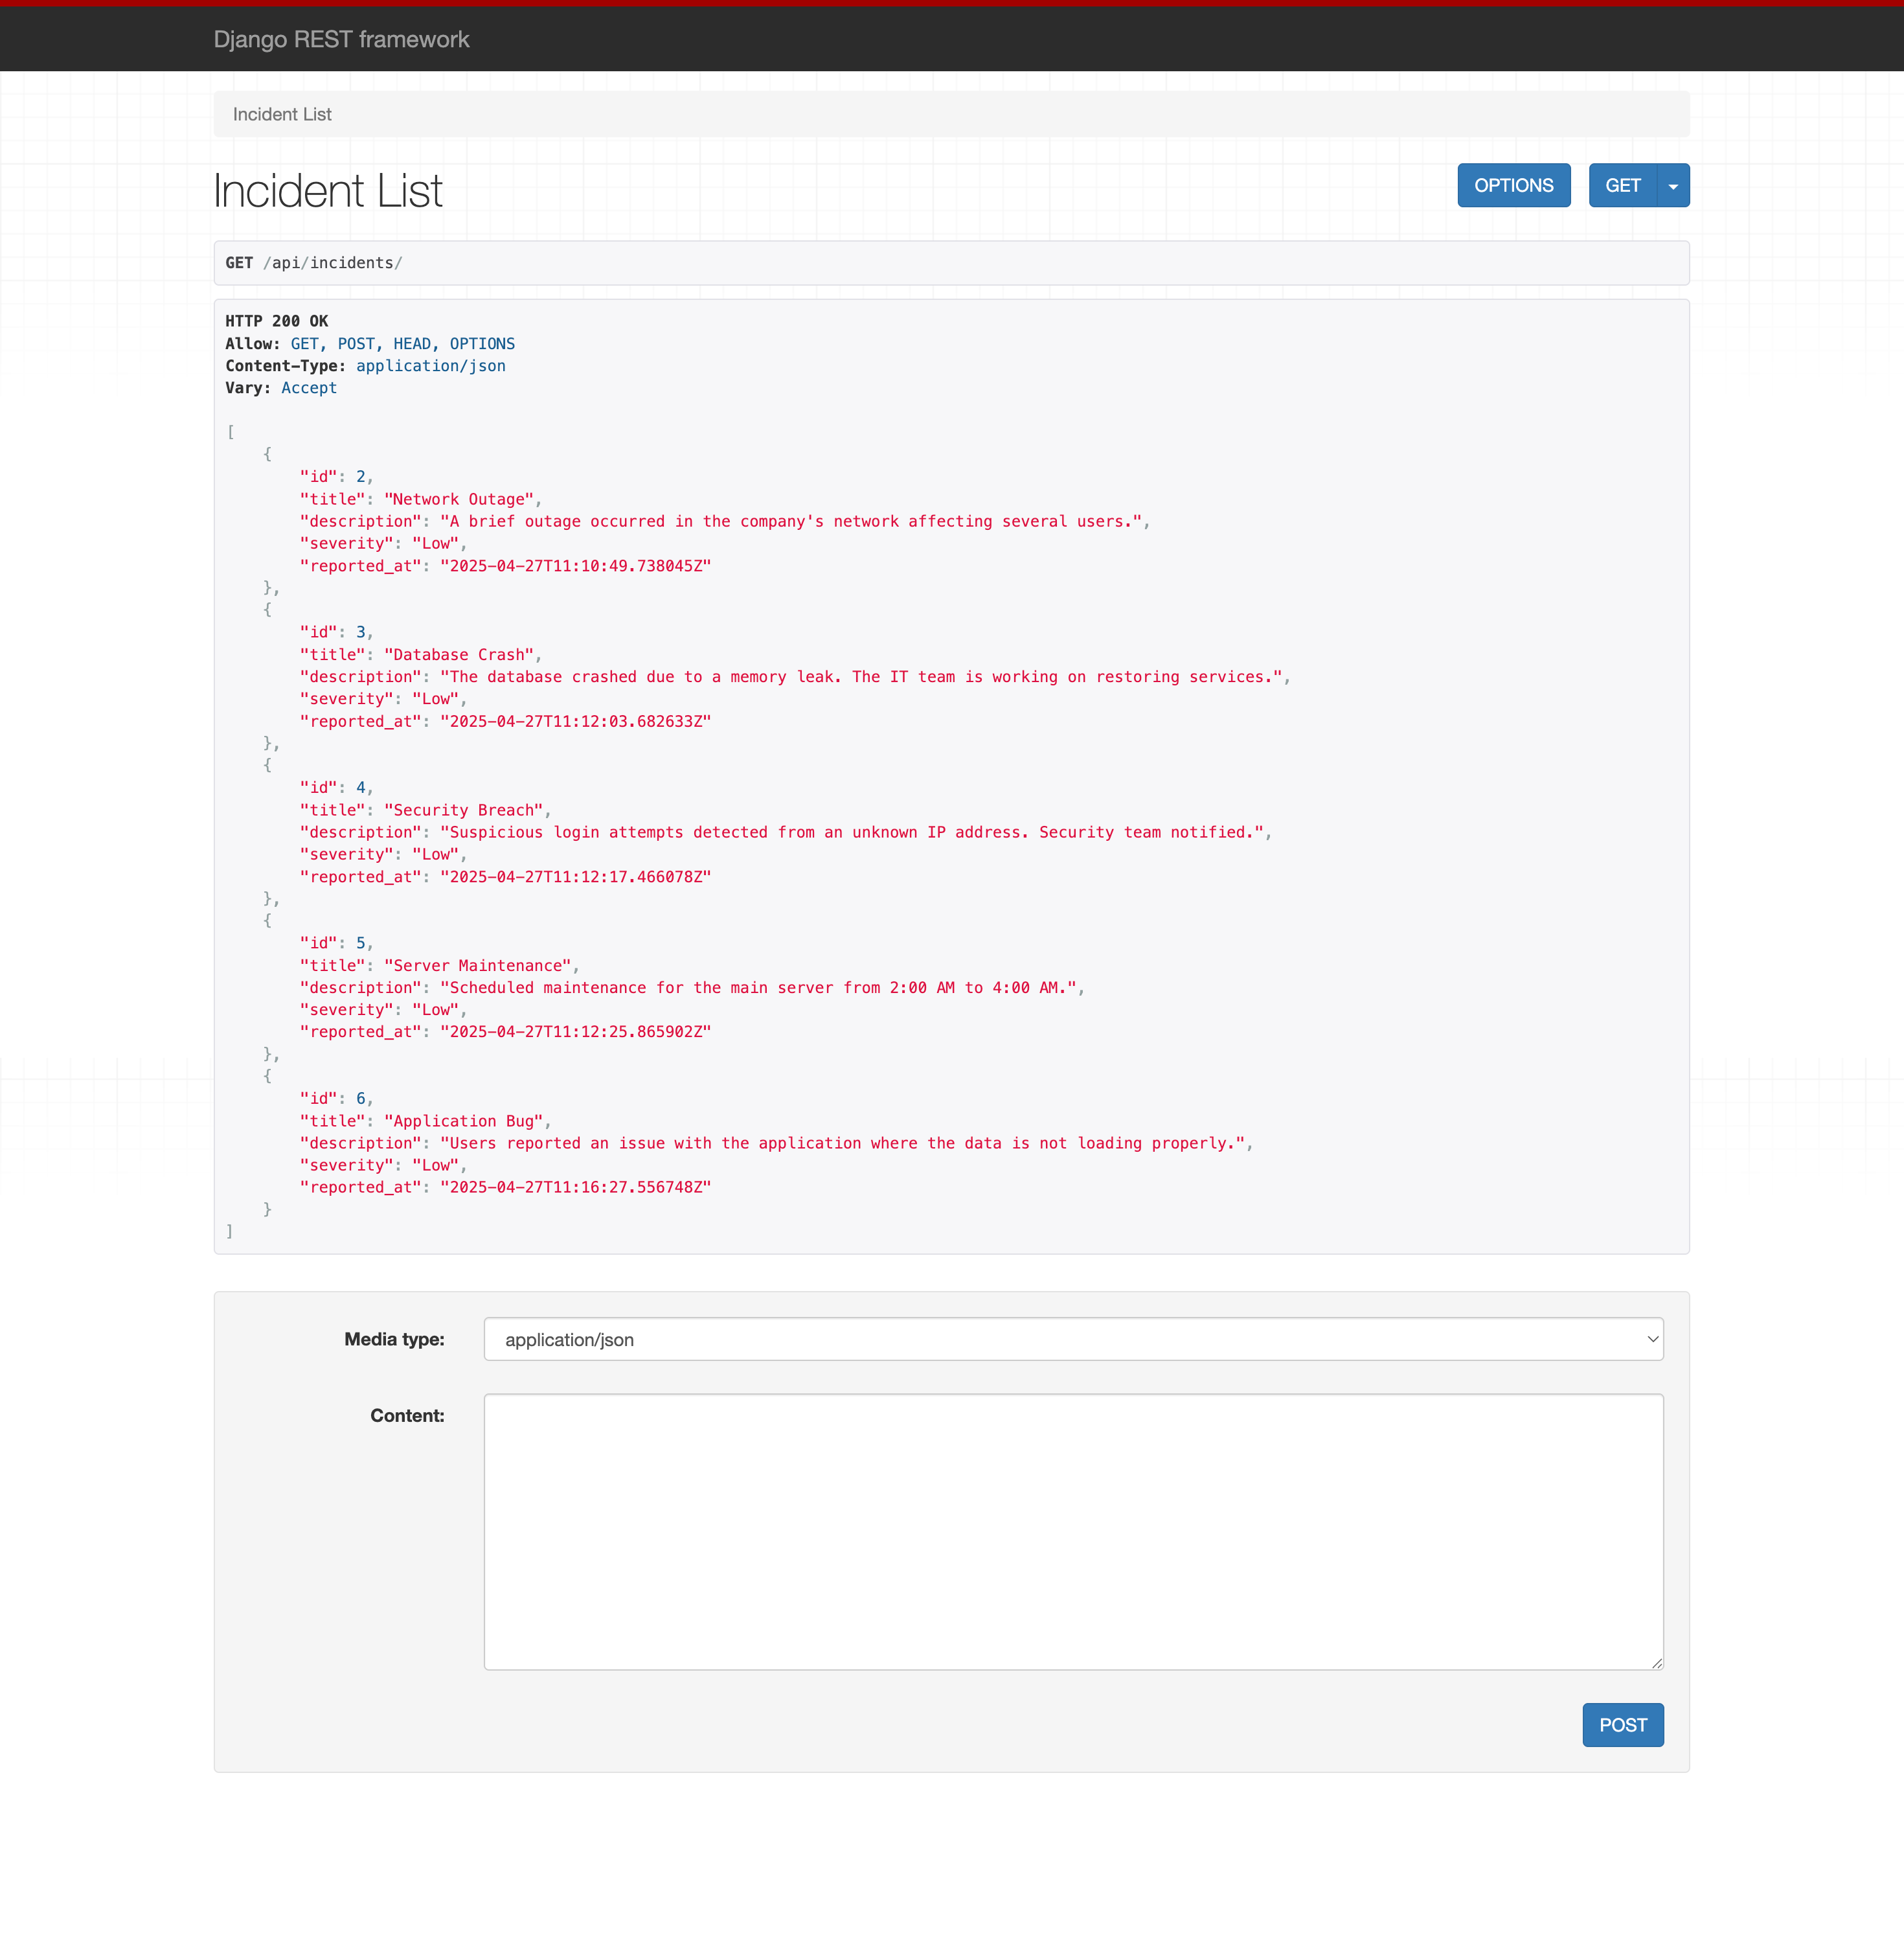 Django REST framework
Incident List
Incident List
OPTIONS GET
GET /api/incidents/
HTTP 200 OK
Allow: GET, POST, HEAD, OPTIONS
Content-Type: application/json
Vary: Accept
[
    {
        "id": 2,
        "title": "Network Outage",
        "description": "A brief outage occurred in the company's network affecting several users.",
        "severity": "Low",
        "reported_at": "2025-04-27T11:10:49.738045Z"
    },
    {
        "id": 3,
        "title": "Database Crash",
        "description": "The database crashed due to a memory leak. The IT team is working on restoring services.",
        "severity": "Low",
        "reported_at": "2025-04-27T11:12:03.682633Z"
    },
    {
        "id": 4,
        "title": "Security Breach",
        "description": "Suspicious login attempts detected from an unknown IP address. Security team notified.",
        "severity": "Low",
        "reported_at": "2025-04-27T11:12:17.466078Z"
    },
    {
        "id": 5,
        "title": "Server Maintenance",
        "description": "Scheduled maintenance for the main server from 2:00 AM to 4:00 AM.",
        "severity": "Low",
        "reported_at": "2025-04-27T11:12:25.865902Z"
    },
    {
        "id": 6,
        "title": "Application Bug",
        "description": "Users reported an issue with the application where the data is not loading properly.",
        "severity": "Low",
        "reported_at": "2025-04-27T11:16:27.556748Z"
    }
]
Media type: application/json
Content:
POST